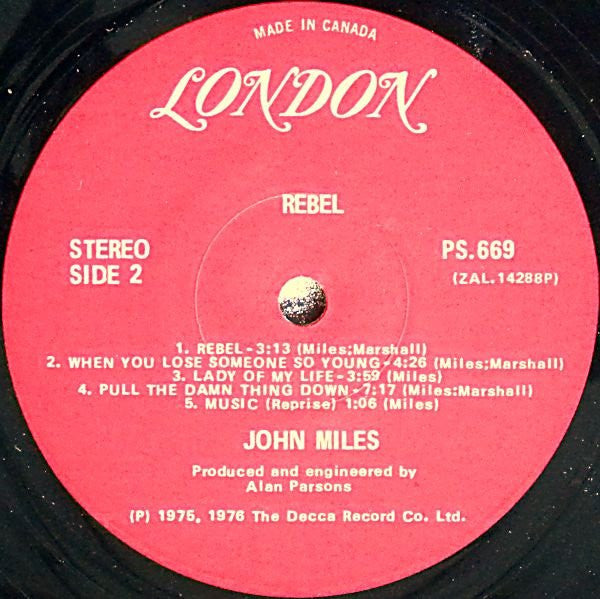 MADE IN CANADA
LONDON
REBEL
STEREO
SIDE 2
PS.669
(ZAL.14288P)
1. REBEL-3:13 (Miles;Marshall)
2. WHEN YOU LOSE SOMEONE SO YOUNG-4:26 (Miles;Marshall)
3. LADY OF MY LIFE-3:59 (Miles)
4. PULL THE DAMN THING DOWN-7:17 (Miles:Marshall)
5. MUSIC (Reprise) 1:06 (Miles)
JOHN MILES
Produced and engineered by
Alan Parsons
(P) 1975, 1976 The Decca Record Co. Ltd.